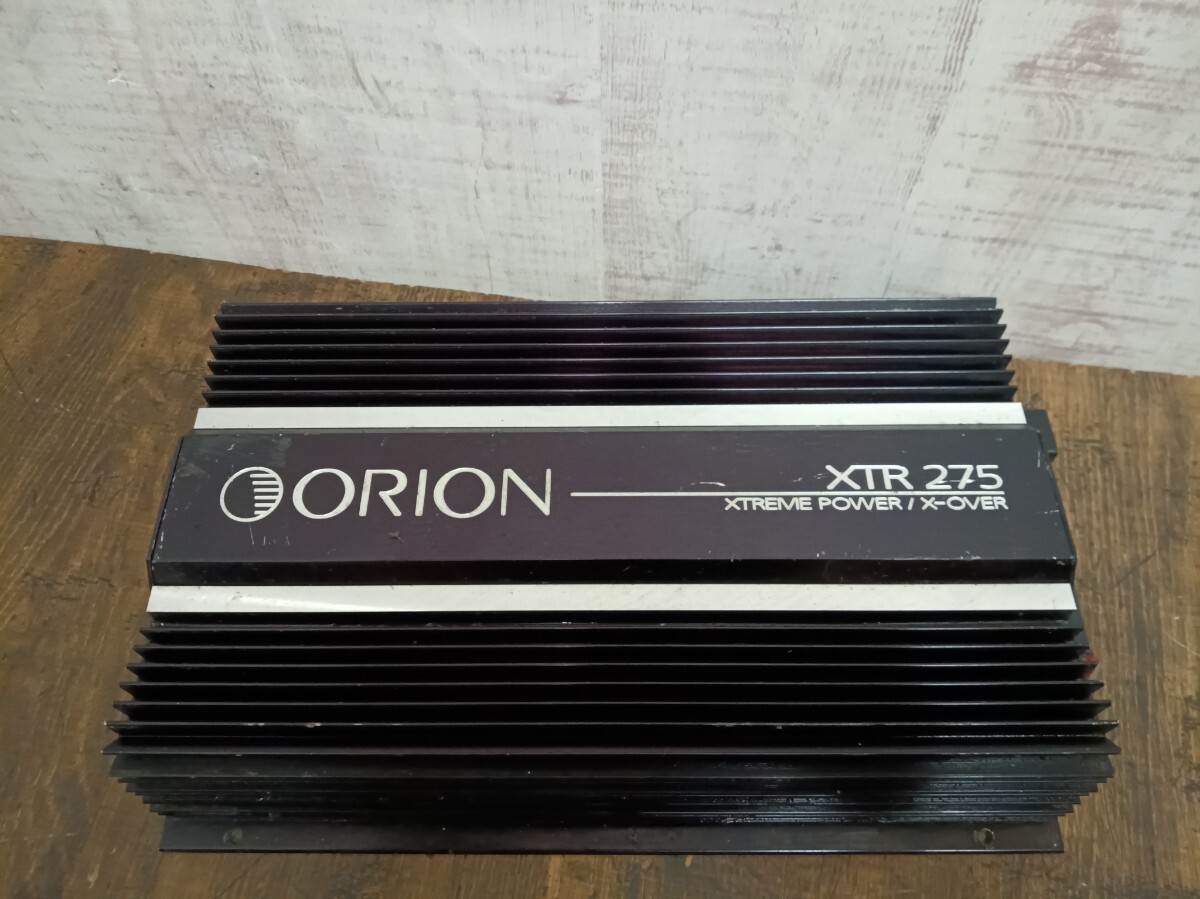 ORION
XTR 275
XTREME POWER / X-OVER